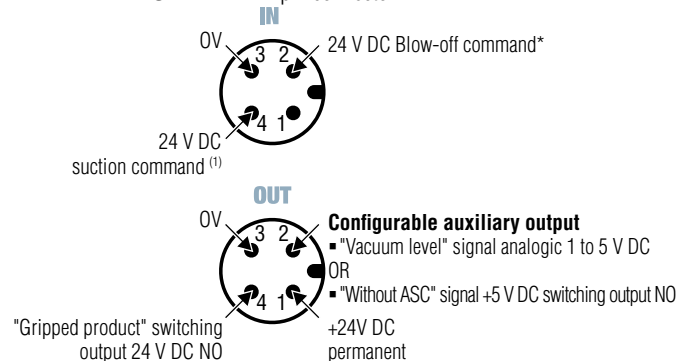 IN
0V
3 2
24 V DC Blow-off command*
4 1
24 V DC
suction command (1)
OUT
0V
3 2
Configurable auxiliary output
▪ "Vacuum level" signal analogic 1 to 5 V DC
OR
▪ "Without ASC" signal +5 V DC switching output NO
4 1
"Gripped product" switching
output 24 V DC NO
+24V DC
permanent